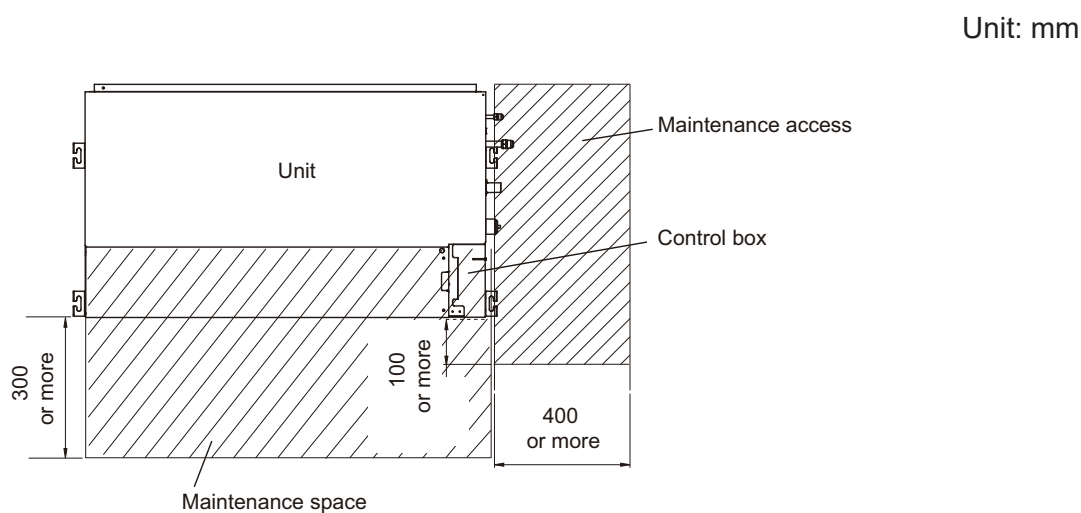 Unit: mm
Maintenance access
Unit
Control box
300
or more
100
or more
400
or more
Maintenance space